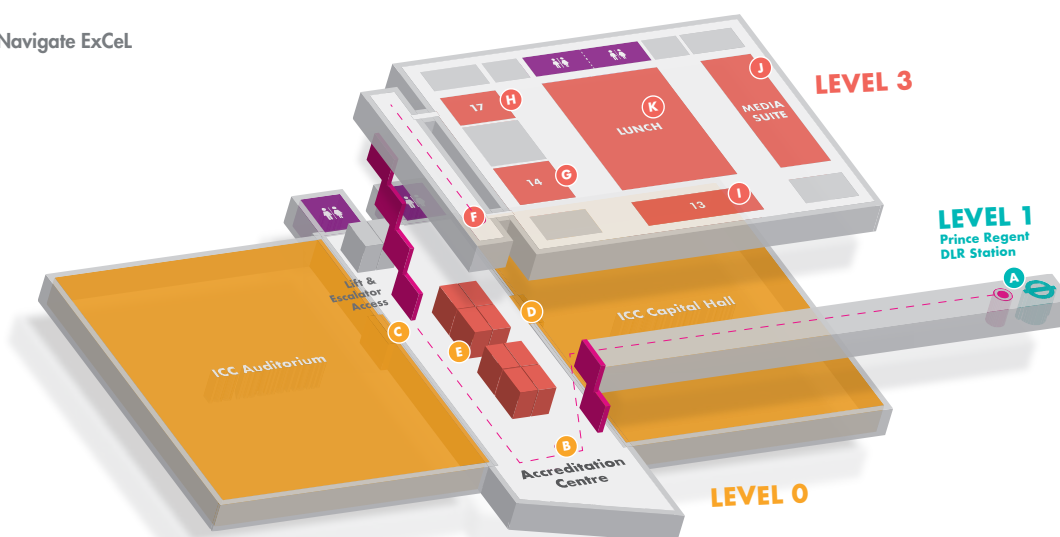 Navigate ExCeL
LEVEL 3
J
MEDIA
SUITE
K
LUNCH
H
17
G
14
I
13
F
LEVEL 1
Prince Regent
DLR Station
A
Lift &
Escalator
Access
C
D
E
ICC Capital Hall
ICC Auditorium
B
Accreditation
Centre
LEVEL 0